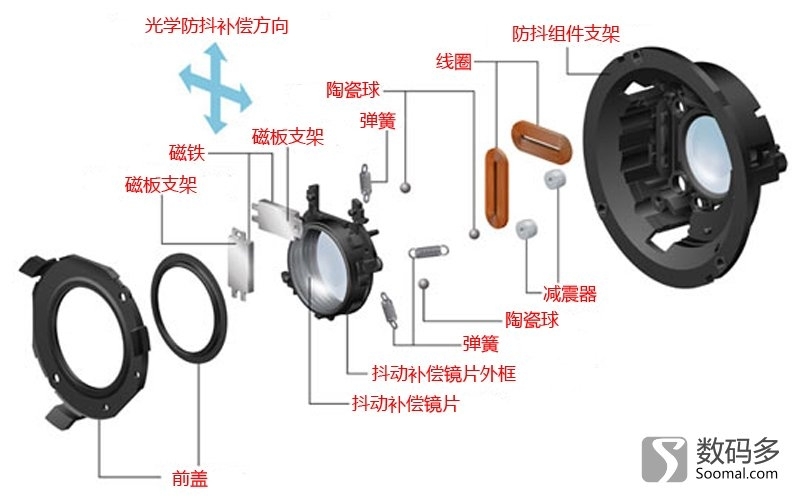 光学防抖补偿方向
防抖组件支架
线圈
陶瓷球
弹簧
磁板支架
磁铁
磁板支架
减震器
陶瓷球
弹簧
抖动补偿镜片外框
抖动补偿镜片
前盖
数码多
Soomal.com